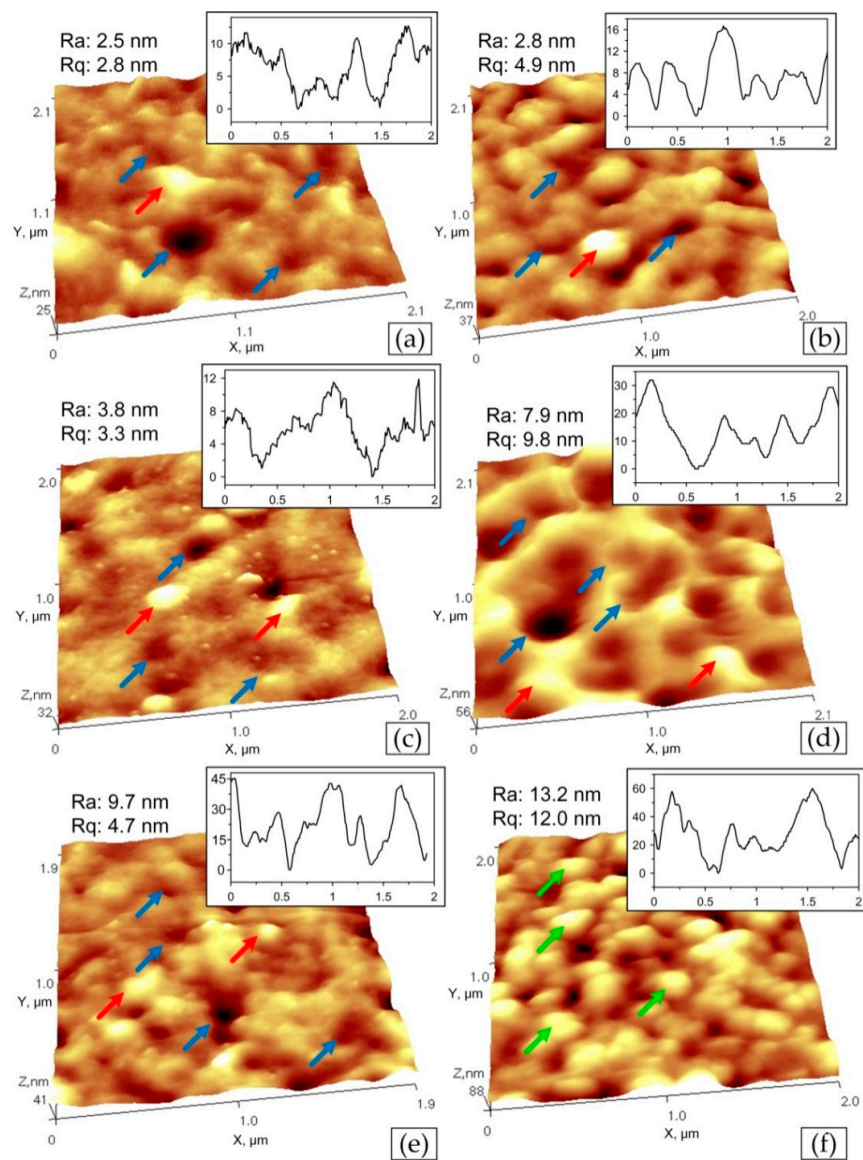 Ra: 2.5 nm
Rq: 2.8 nm
10
5
0
0 0.5 1 1.5 2
2.1
1.1
Y, µm
Z,nm
25
0
1.1
X, µm
2.1
(a)
Ra: 2.8 nm
Rq: 4.9 nm
16
12
8
4
0
0 0.5 1 1.5 2
2.1
1.0
Y, µm
Z,nm
37
0
1.0
X, µm
2.0
(b)
Ra: 3.8 nm
Rq: 3.3 nm
12
8
4
0
0 0.5 1 1.5 2
2.0
1.0
Y, µm
Z,nm
32
0
1.0
X, µm
2.0
(c)
Ra: 7.9 nm
Rq: 9.8 nm
30
20
10
0
0 0.5 1 1.5 2
2.1
1.0
Y, µm
Z,nm
56
0
1.0
X, µm
2.1
(d)
Ra: 9.7 nm
Rq: 4.7 nm
45
30
15
0
0 0.5 1 1.5 2
1.9
1.0
Y, µm
Z,nm
41
0
1.0
X, µm
1.9
(e)
Ra: 13.2 nm
Rq: 12.0 nm
60
40
20
0
0 0.5 1 1.5 2
2.0
1.0
Y, µm
Z,nm
88
0
1.0
X, µm
2.0
(f)